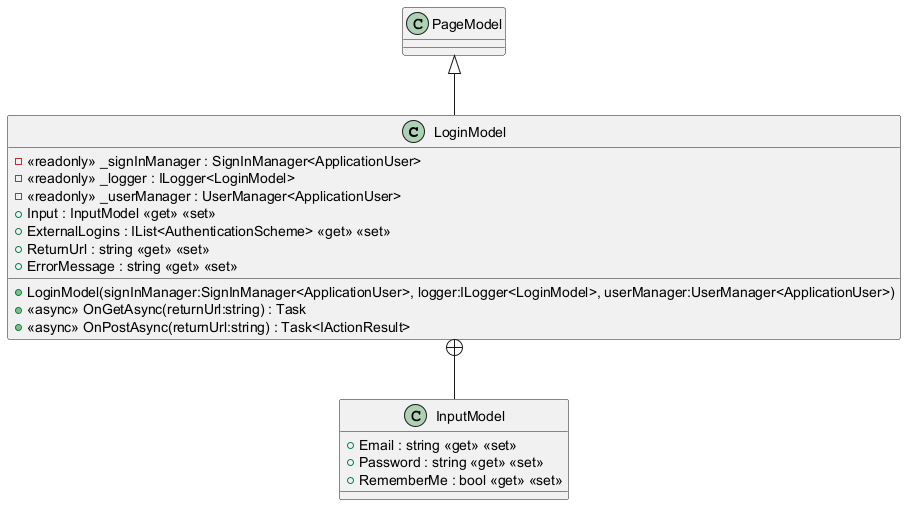 C PageModel
C LoginModel
«readonly» _signInManager : SignInManager<ApplicationUser>
«readonly» _logger : ILogger<LoginModel>
«readonly» _userManager : UserManager<ApplicationUser>
Input : InputModel «get» «set»
ExternalLogins : IList<AuthenticationScheme> «get» «set»
ReturnUrl : string «get» «set»
ErrorMessage : string «get» «set»
LoginModel(signInManager:SignInManager<ApplicationUser>, logger:ILogger<LoginModel>, userManager:UserManager<ApplicationUser>)
«async» OnGetAsync(returnUrl:string) : Task
«async» OnPostAsync(returnUrl:string) : Task<IActionResult>
C InputModel
Email : string «get» «set»
Password : string «get» «set»
RememberMe : bool «get» «set»